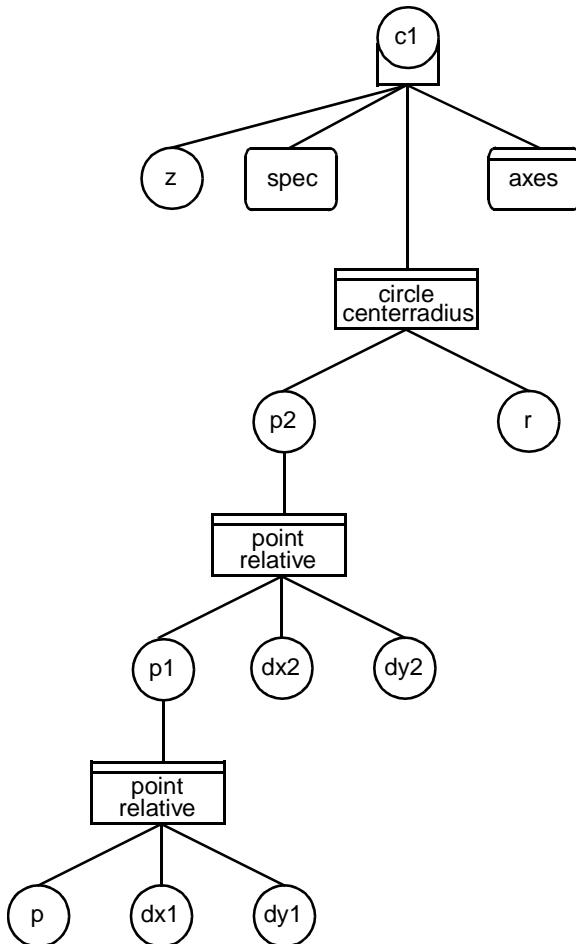 c1
z
spec
axes
circle
centerradius
p2
r
point
relative
p1
dx2
dy2
point
relative
p
dx1
dy1